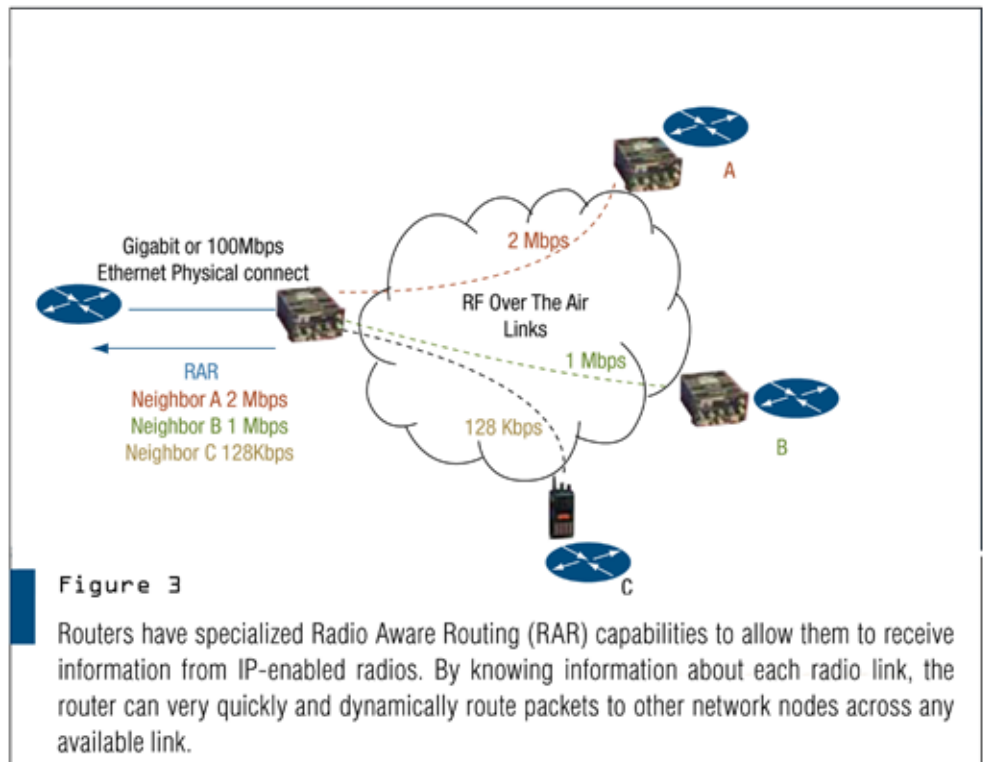 A
2 Mbps
Gigabit or 100Mbps
Ethernet Physical connect
RF Over The Air
Links
1 Mbps
RAR
Neighbor A 2 Mbps
Neighbor B 1 Mbps
Neighbor C 128Kbps
128 Kbps
B
C
Figure 3
Routers have specialized Radio Aware Routing (RAR) capabilities to allow them to receive
information from IP-enabled radios. By knowing information about each radio link, the
router can very quickly and dynamically route packets to other network nodes across any
available link.